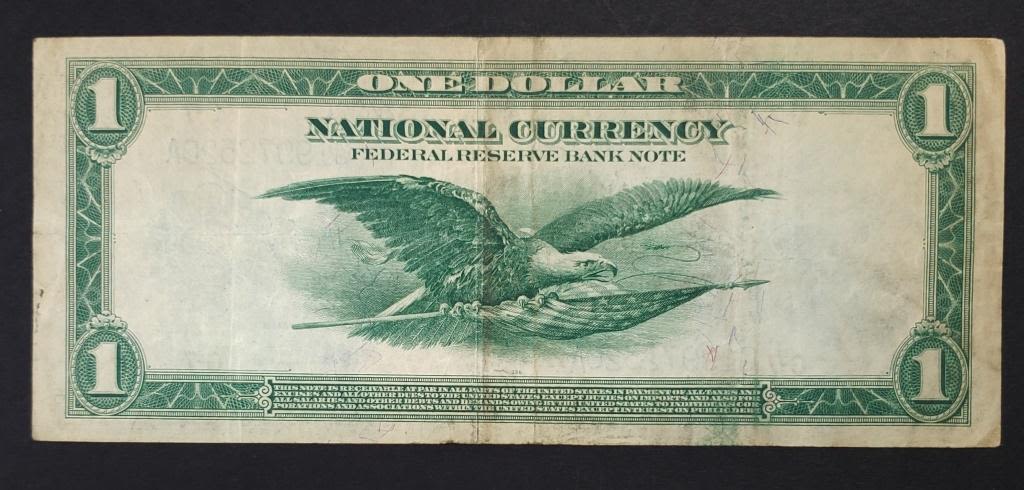 1 ONE DOLLAR 1
NATIONAL CURRENCY
FEDERAL RESERVE BANK NOTE
1 1
THIS NOTE IS RECEIVABLE AT PAR IN ALL PARTS OF THE UNITED STATES IN PAYMENT OF ALL TAXES AND
EXCISES AND ALL OTHER DUES TO THE UNITED STATES EXCEPT DUTIES ON IMPORTS AND ALSO FOR
ALL SALARIES AND OTHER DEBTS AND DEMANDS OWING BY THE UNITED STATES TO INDIVIDUALS, COR-
PORATIONS AND ASSOCIATIONS WITHIN THE UNITED STATES EXCEPT INTEREST ON PUBLIC DEBT